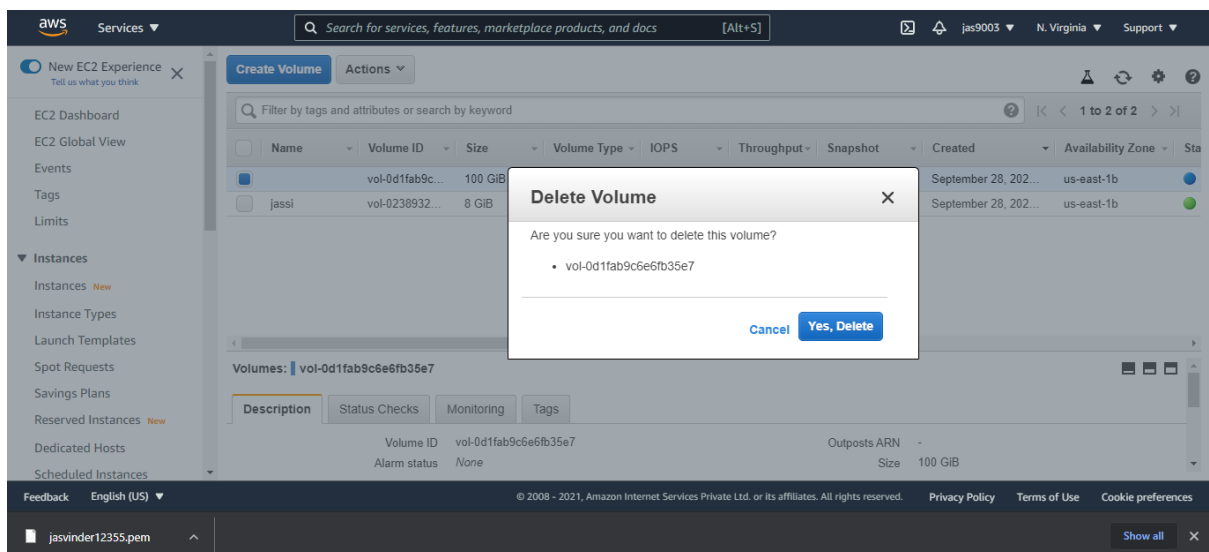 aws Services ▼ Search for services, features, marketplace products, and docs [Alt+S] jas9003 ▼ N. Virginia ▼ Support ▼
New EC2 Experience
Tell us what you think
EC2 Dashboard
EC2 Global View
Events
Tags
Limits
Instances
Instances New
Instance Types
Launch Templates
Spot Requests
Savings Plans
Reserved Instances New
Dedicated Hosts
Scheduled Instances
Create Volume Actions
Filter by tags and attributes or search by keyword 1 to 2 of 2
Name Volume ID Size Volume Type IOPS Throughput Snapshot Created Availability Zone Sta
vol-0d1fab9c... 100 GiB September 28, 202... us-east-1b
jassi vol-0238932... 8 GiB September 28, 202... us-east-1b
Delete Volume
Are you sure you want to delete this volume?
• vol-0d1fab9c6e6fb35e7
Cancel Yes, Delete
Volumes: vol-0d1fab9c6e6fb35e7
Description Status Checks Monitoring Tags
Volume ID vol-0d1fab9c6e6fb35e7 Outposts ARN -
Alarm status None Size 100 GiB
Feedback English (US) ▼ © 2008 - 2021, Amazon Internet Services Private Ltd. or its affiliates. All rights reserved. Privacy Policy Terms of Use Cookie preferences
jasvinder12355.pem Show all